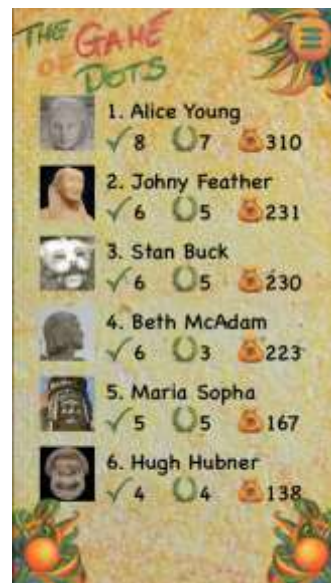 THE GAME
OF DOTS
1. Alice Young
8 7 310
2. Johny Feather
6 5 231
3. Stan Buck
6 5 230
4. Beth McAdam
6 3 223
5. Maria Sopha
5 5 167
6. Hugh Hubner
4 4 138